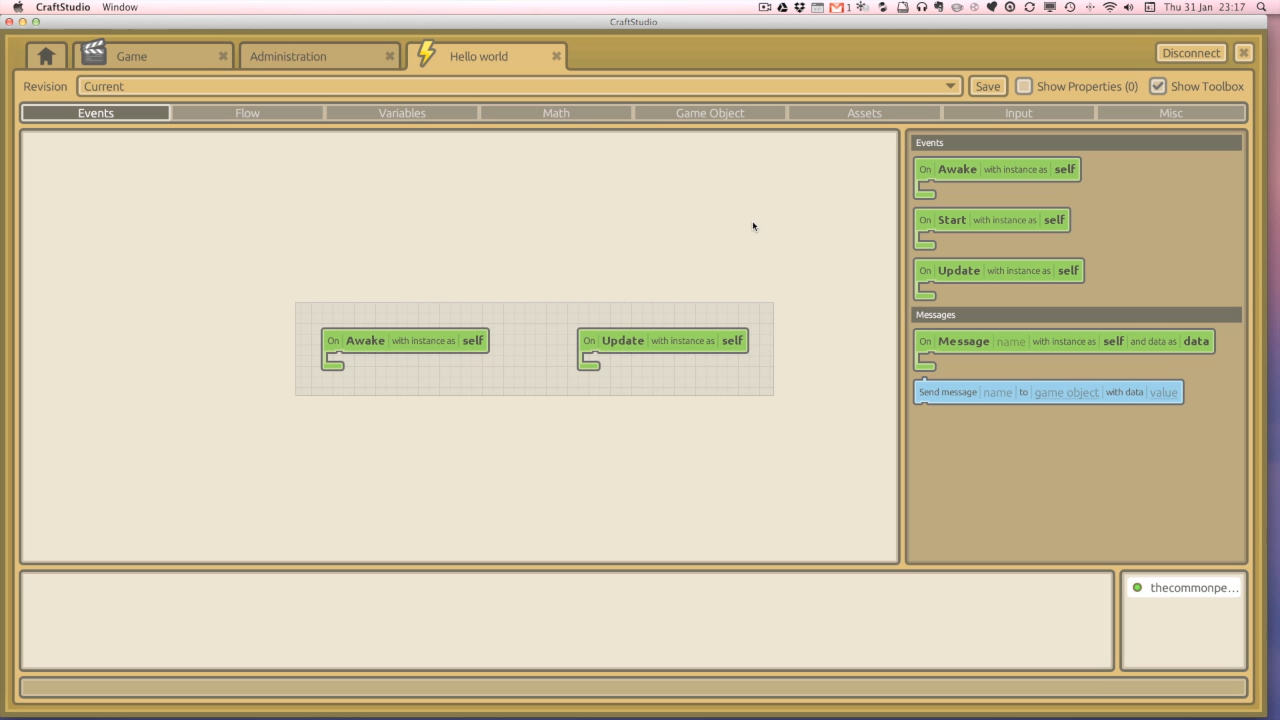 CraftStudio Window 1 Thu 31 Jan 23:17
CraftStudio
Game Administration Hello world Disconnect
Revision Current Save Show Properties (0) Show Toolbox
Events Flow Variables Math Game Object Assets Input Misc
Events
On Awake with instance as self
On Start with instance as self
On Update with instance as self
Messages
On Awake with instance as self On Update with instance as self
On Message name with instance as self and data as data
Send message name to game object with data value
thecommonpe...